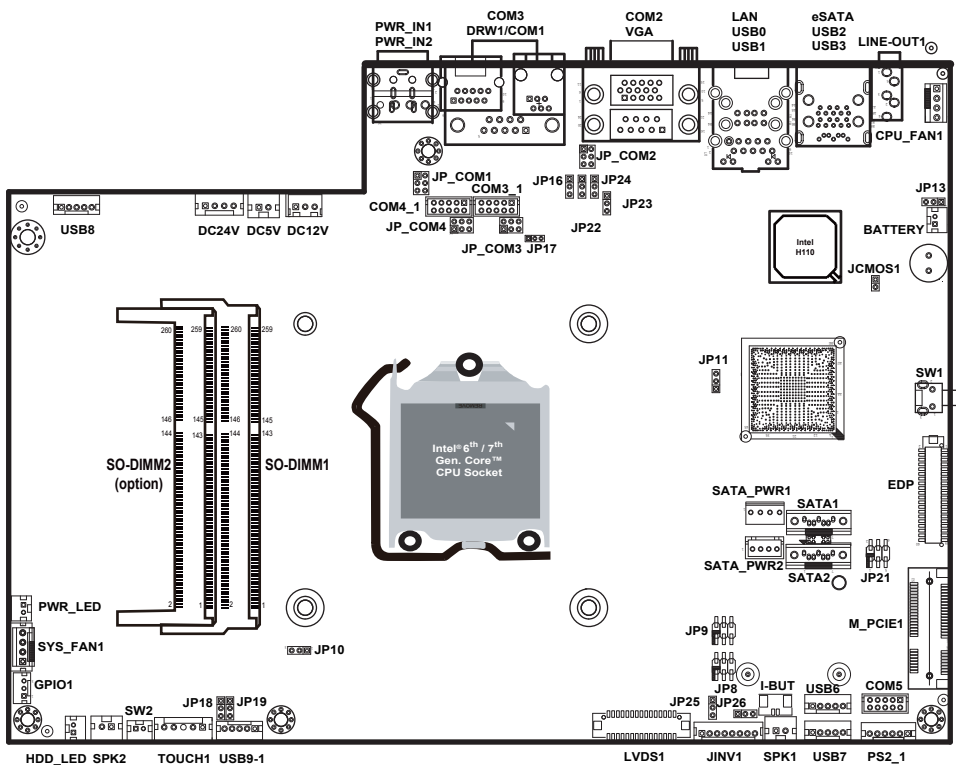 PWR_IN1
PWR_IN2
COM3
DRW1/COM1
COM2
VGA
LAN
USB0
USB1
eSATA
USB2
USB3
LINE-OUT1
CPU_FAN1
JP_COM2
JP_COM1
COM3_1
JP16
JP24
JP23
JP22
COM4_1
JP_COM4
JP_COM3
JP17
JP13
BATTERY
USB8
DC24V
DC5V
DC12V
Intel
H110
JCMOS1
260
259
260
259
JP11
SW1
146
145
146
145
144
143
144
143
SO-DIMM2
(option)
SO-DIMM1
Intel® 6th / 7th
Gen. Core™
CPU Socket
EDP
SATA_PWR1
SATA1
SATA_PWR2
SATA2
JP21
2
1
2
1
PWR_LED
SYS_FAN1
GPIO1
M_PCIE1
JP9
JP10
JP8
I-BUT
USB6
COM5
JP25
JP26
JP18
JP19
SW2
HDD_LED
SPK2
TOUCH1
USB9-1
LVDS1
JINV1
SPK1
USB7
PS2_1